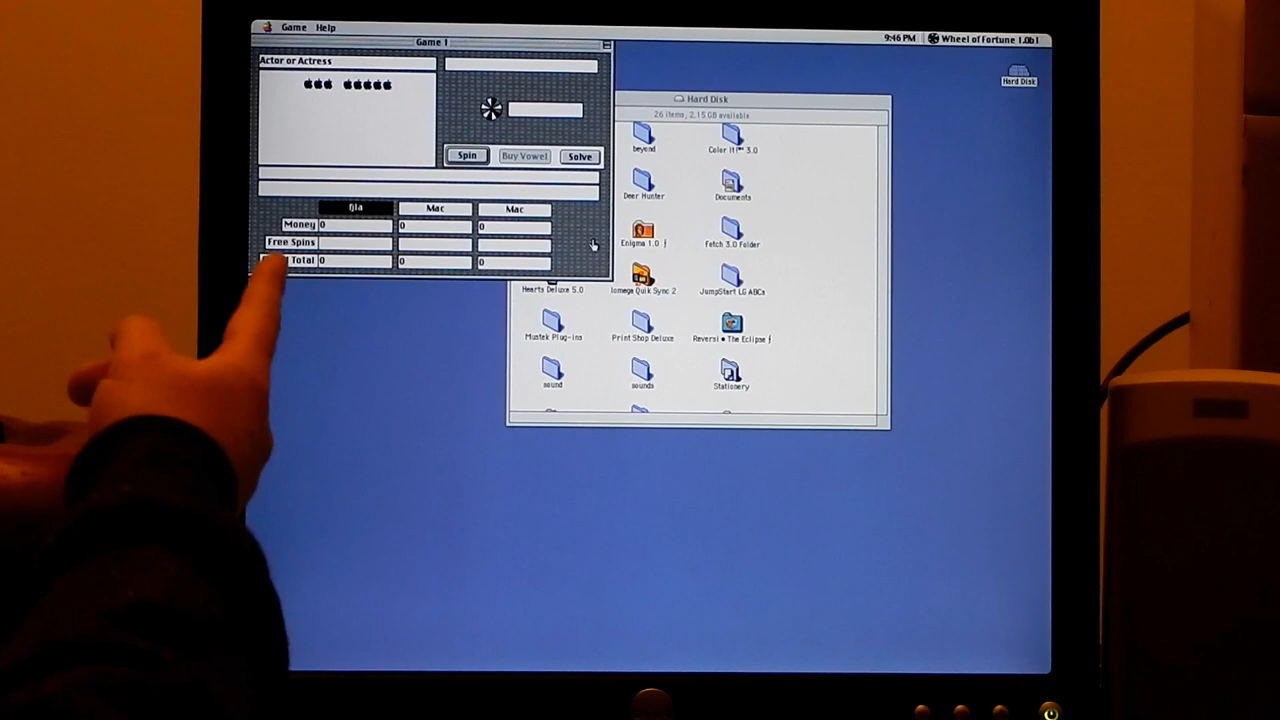 Game Help
9:46 PM Wheel of Fortune 1.0b1
Game 1
Actor or Actress
Spin Buy Vowel Solve
fjla Mac Mac
Money 0 0 0
Free Spins
Total 0 0 0
Hard Disk
Hard Disk
26 items, 2.15 GB available
beyond Color It!™ 3.0
Deer Hunter Documents
Enigma 1.0 ƒ Fetch 3.0 Folder
Hearts Deluxe 5.0 Iomega Quik Sync 2 JumpStart LG ABCs
Mustek Plug-ins Print Shop Deluxe Reversi • The Eclipse ƒ
sound sounds Stationery